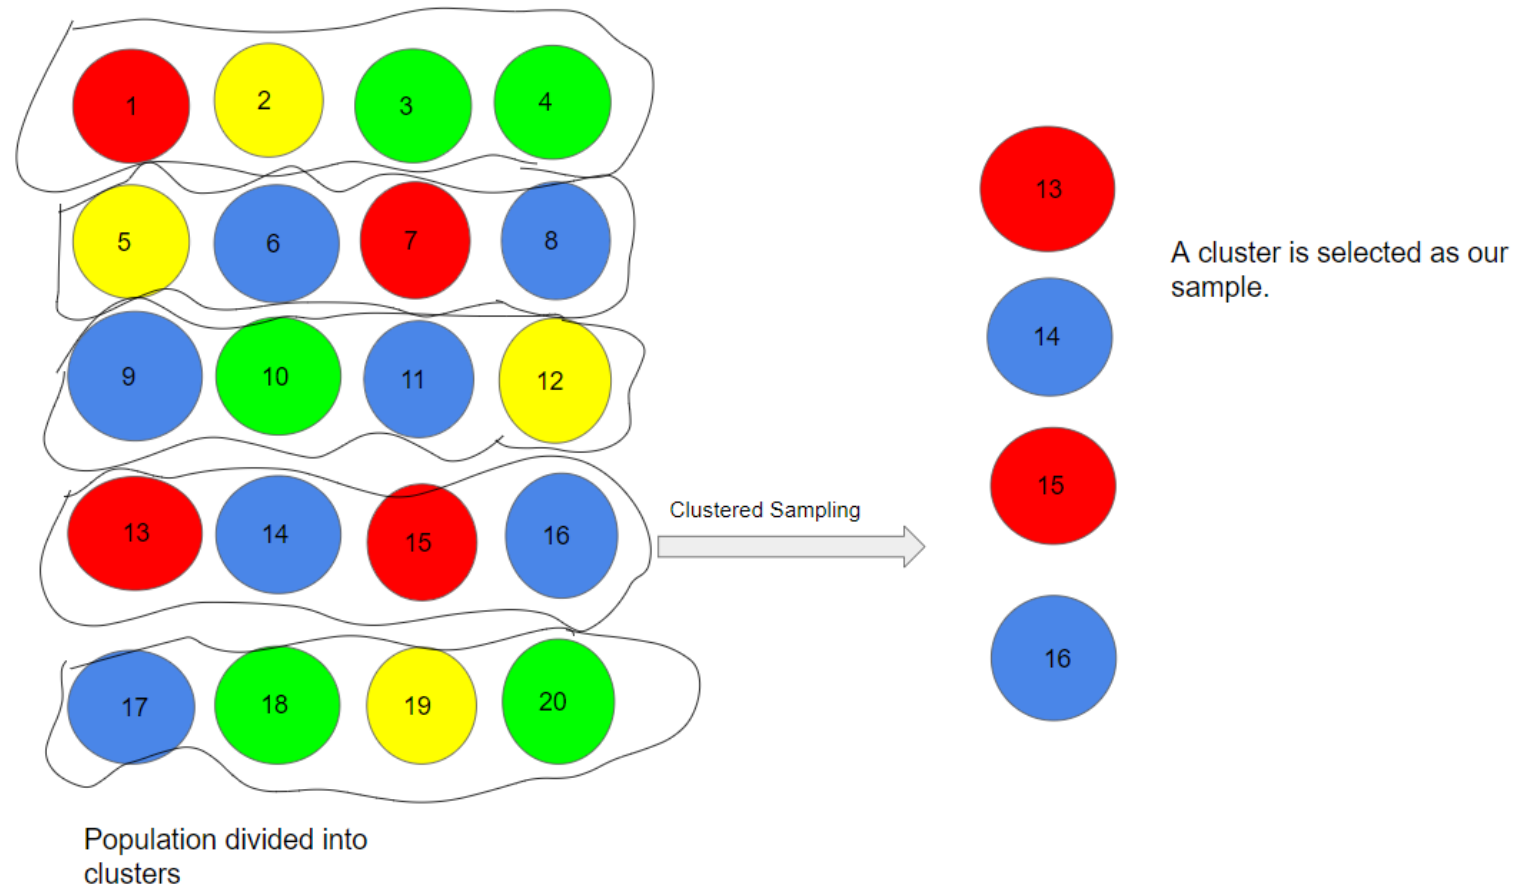 1 2 3 4
5 6 7 8
9 10 11 12
13 14 15 16
17 18 19 20
Population divided into
clusters
Clustered Sampling
13
14
15
16
A cluster is selected as our
sample.